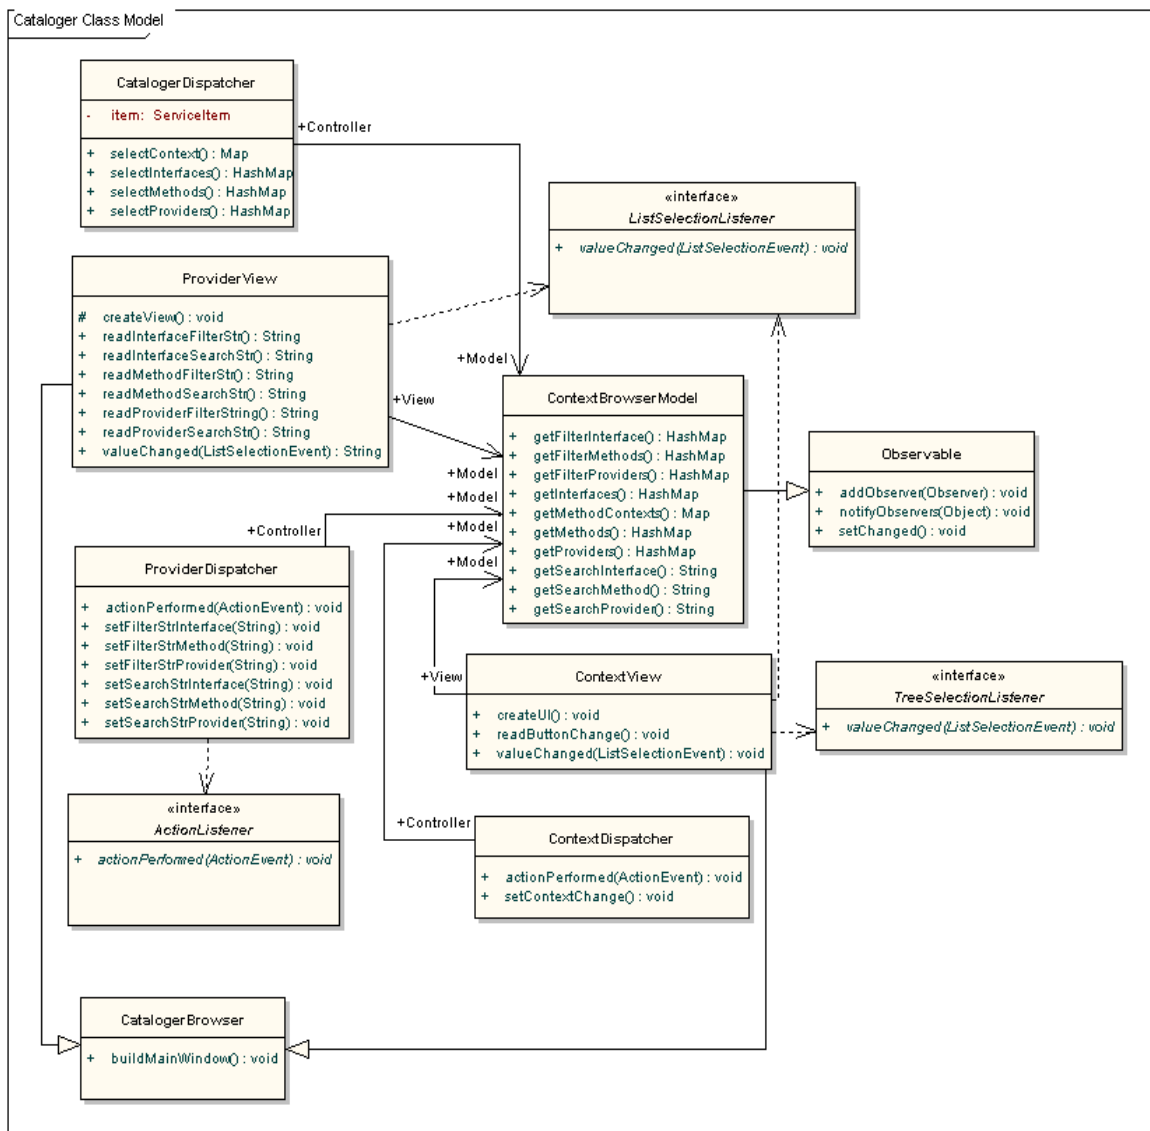 Cataloger Class Model
CatalogerDispatcher
- item: ServiceItem
+ selectContext() : Map
+ selectInterfaces() : HashMap
+ selectMethods() : HashMap
+ selectProviders() : HashMap
+Controller
«interface»
ListSelectionListener
+ valueChanged(ListSelectionEvent) : void
ProviderView
# createView() : void
+ readInterfaceFilterStr() : String
+ readInterfaceSearchStr() : String
+ readMethodFilterStr() : String
+ readMethodSearchStr() : String
+ readProviderFilterString() : String
+ readProviderSearchStr() : String
+ valueChanged(ListSelectionEvent) : String
+Model
+View
ContextBrowserModel
+ getFilterInterface() : HashMap
+ getFilterMethods() : HashMap
+ getFilterProviders() : HashMap
+ getInterfaces() : HashMap
+ getMethodContexts() : Map
+ getMethods() : HashMap
+ getProviders() : HashMap
+ getSearchInterface() : String
+ getSearchMethod() : String
+ getSearchProvider() : String
Observable
+ addObserver(Observer) : void
+ notifyObservers(Object) : void
+ setChanged() : void
+Model
+Model
+Model
+Model
+Controller
ProviderDispatcher
+ actionPerformed(ActionEvent) : void
+ setFilterStrInterface(String) : void
+ setFilterStrMethod(String) : void
+ setFilterStrProvider(String) : void
+ setSearchStrInterface(String) : void
+ setSearchStrMethod(String) : void
+ setSearchStrProvider(String) : void
+View
ContextView
+ createUI() : void
+ readButtonChange() : void
+ valueChanged(ListSelectionEvent) : void
«interface»
TreeSelectionListener
+ valueChanged(ListSelectionEvent) : void
«interface»
ActionListener
+ actionPerformed(ActionEvent) : void
+Controller
ContextDispatcher
+ actionPerformed(ActionEvent) : void
+ setContextChange() : void
CatalogerBrowser
+ buildMainWindow() : void